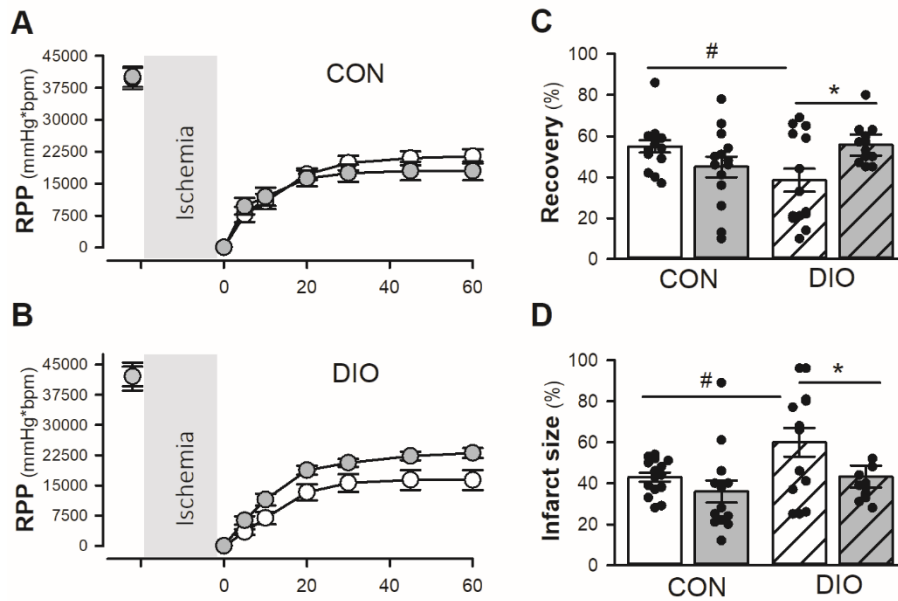 A
RPP (mmHg*bpm)
45000
37500
30000
22500
15000
7500
0
Ischemia
CON
0 20 40 60
B
RPP (mmHg*bpm)
45000
37500
30000
22500
15000
7500
0
Ischemia
DIO
0 20 40 60
C
Recovery (%)
100
80
60
40
20
0
#
*
CON DIO
D
Infarct size (%)
100
80
60
40
20
0
#
*
CON DIO